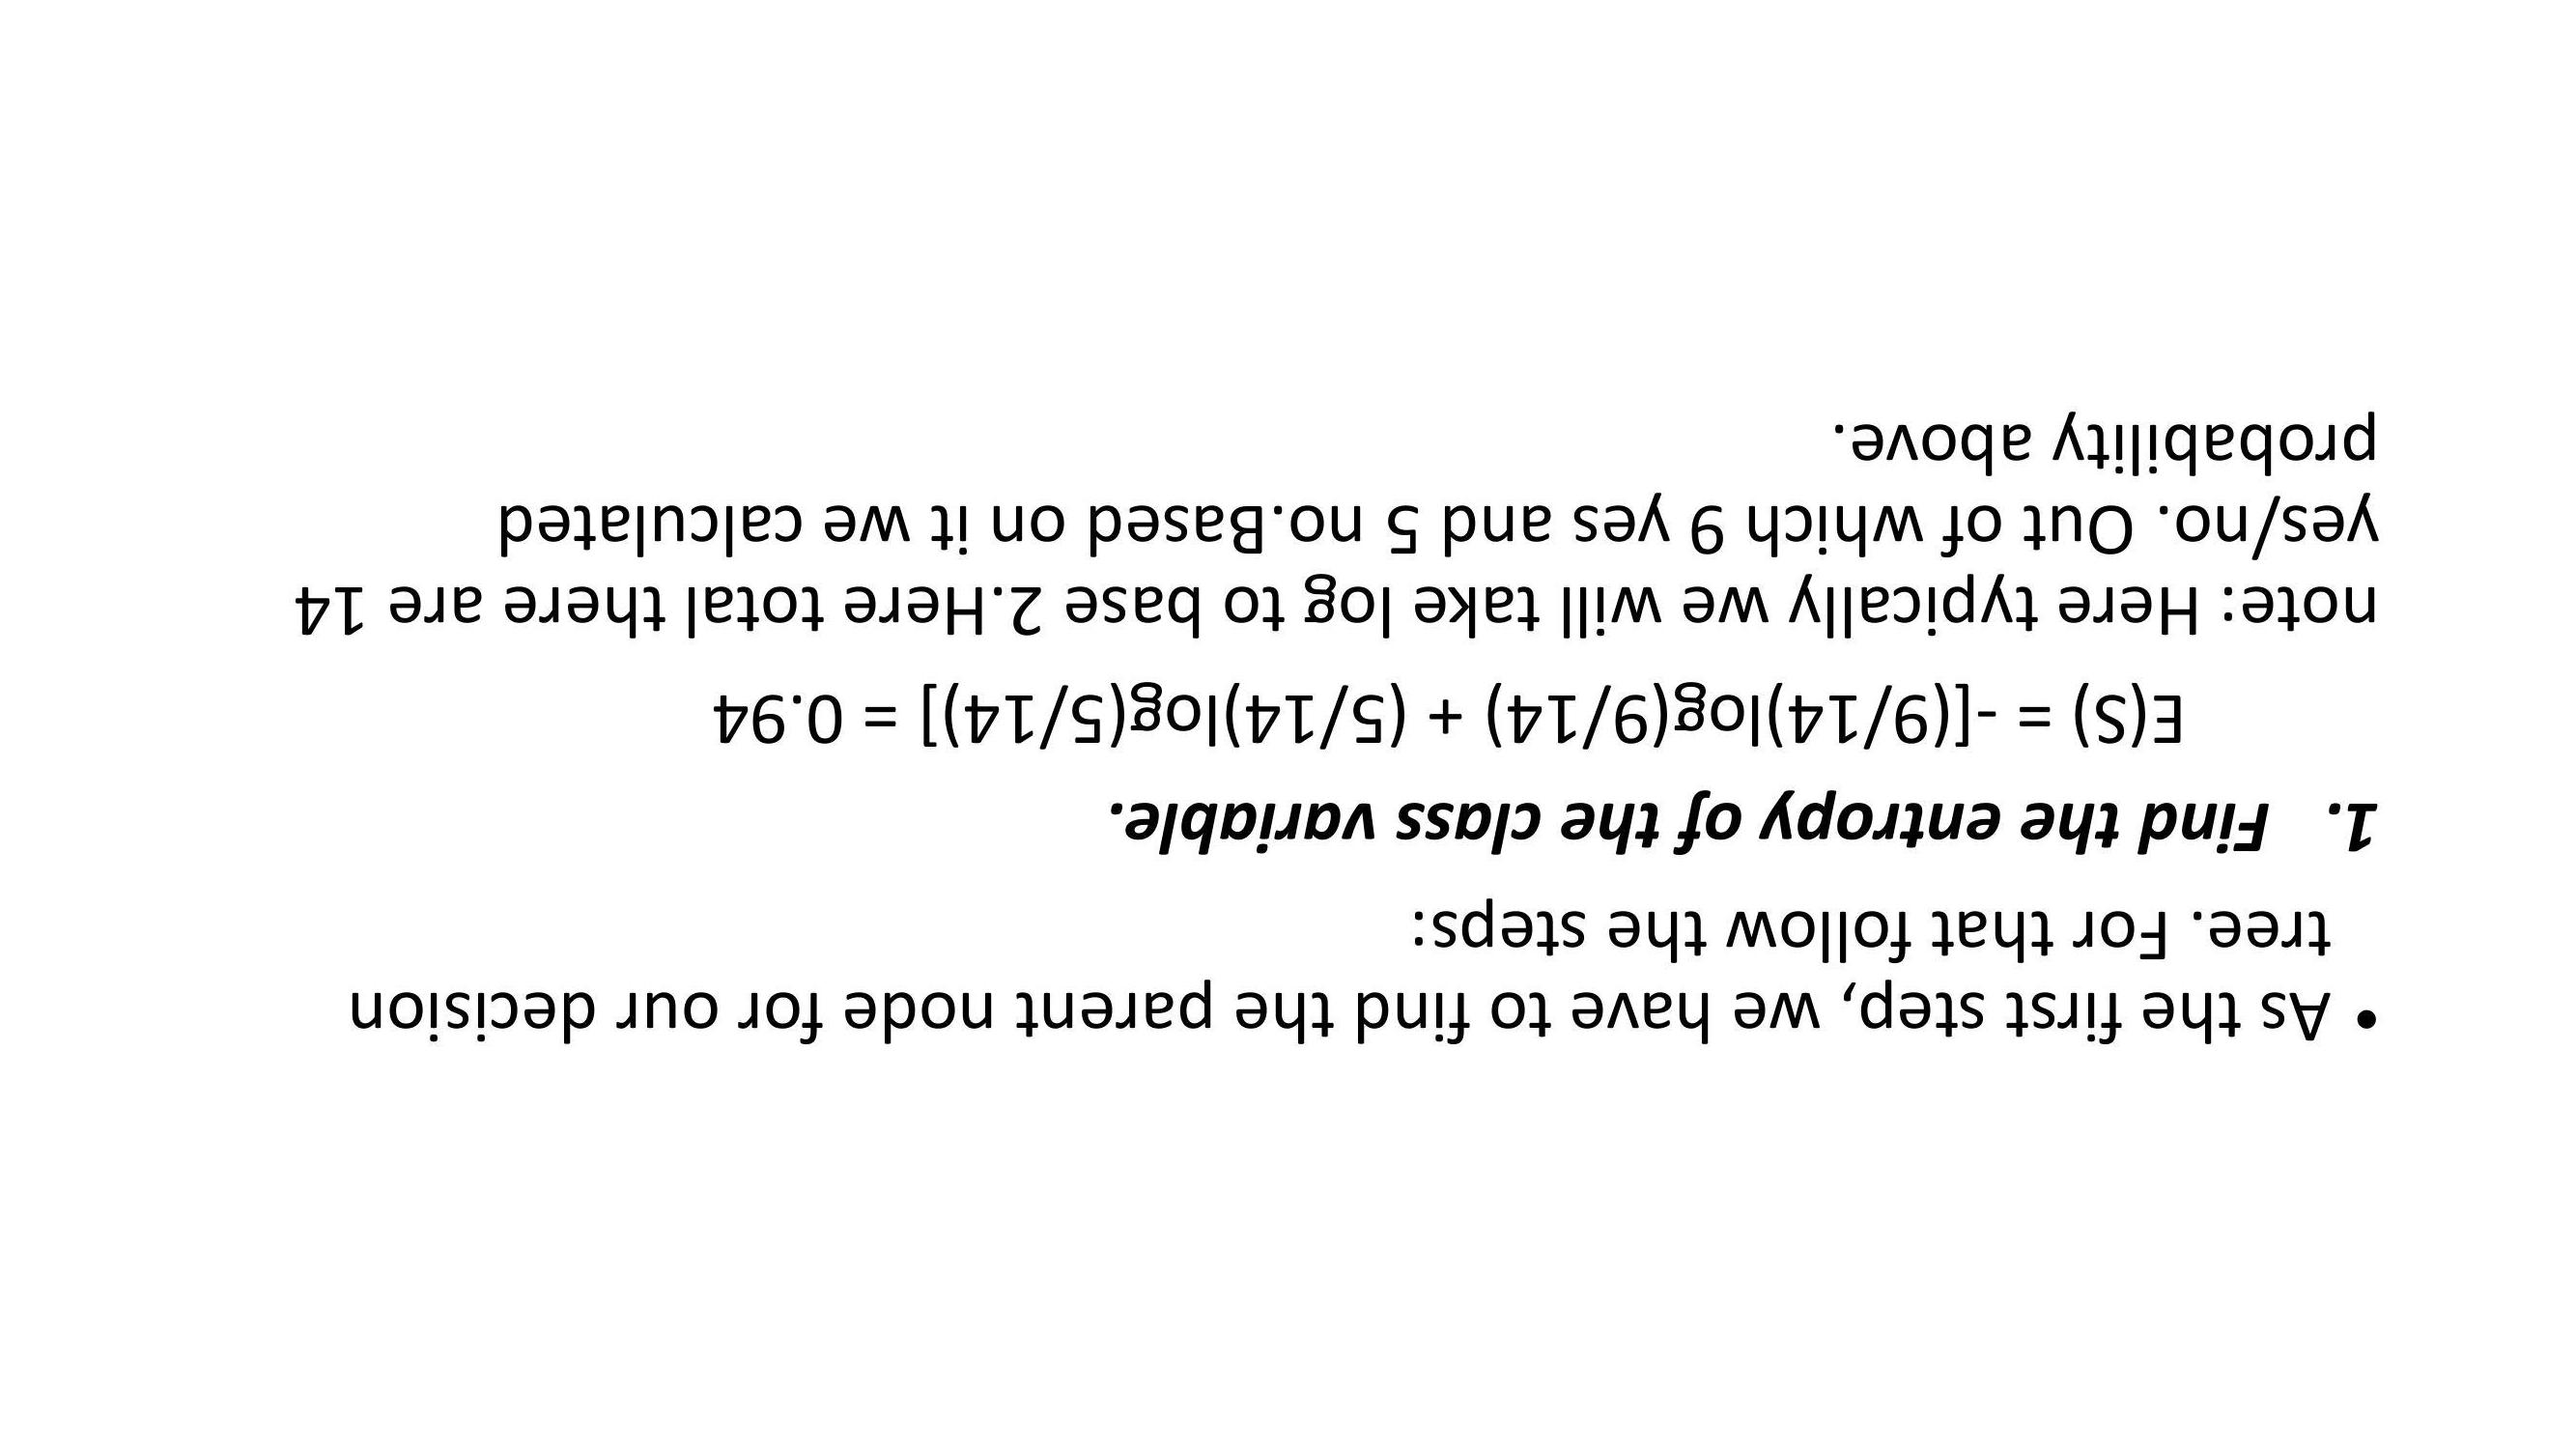 • As the first step, we have to find the parent node for our decision
tree. For that follow the steps:
1. Find the entropy of the class variable.
E(S) = -[(9/14)log(9/14) + (5/14)log(5/14)] = 0.94
note: Here typically we will take log to base 2.Here total there are 14
yes/no. Out of which 9 yes and 5 no.Based on it we calculated
probability above.